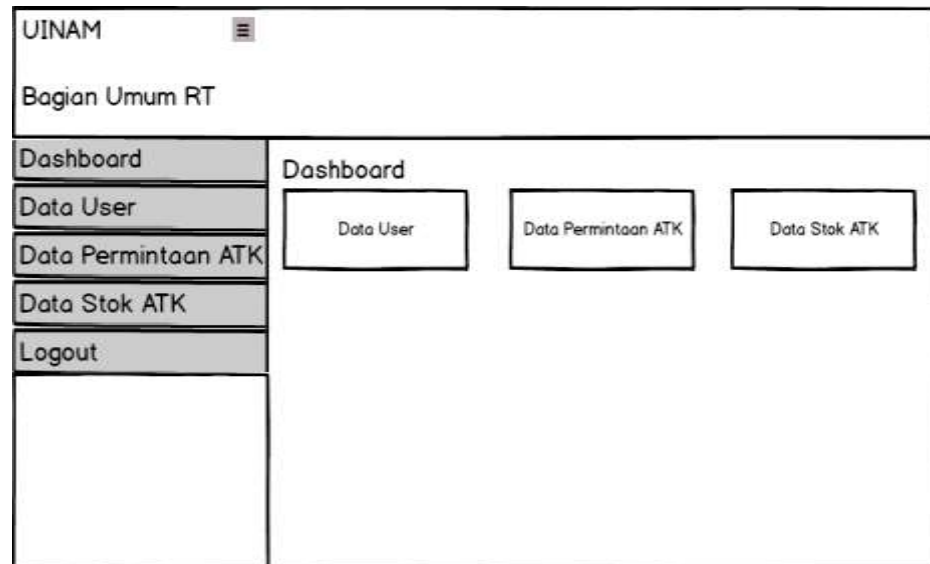 UINAM
Bagian Umum RT
Dashboard
Data User
Data Permintaan ATK
Data Stok ATK
Logout
Dashboard
Data User
Data Permintaan ATK
Data Stok ATK